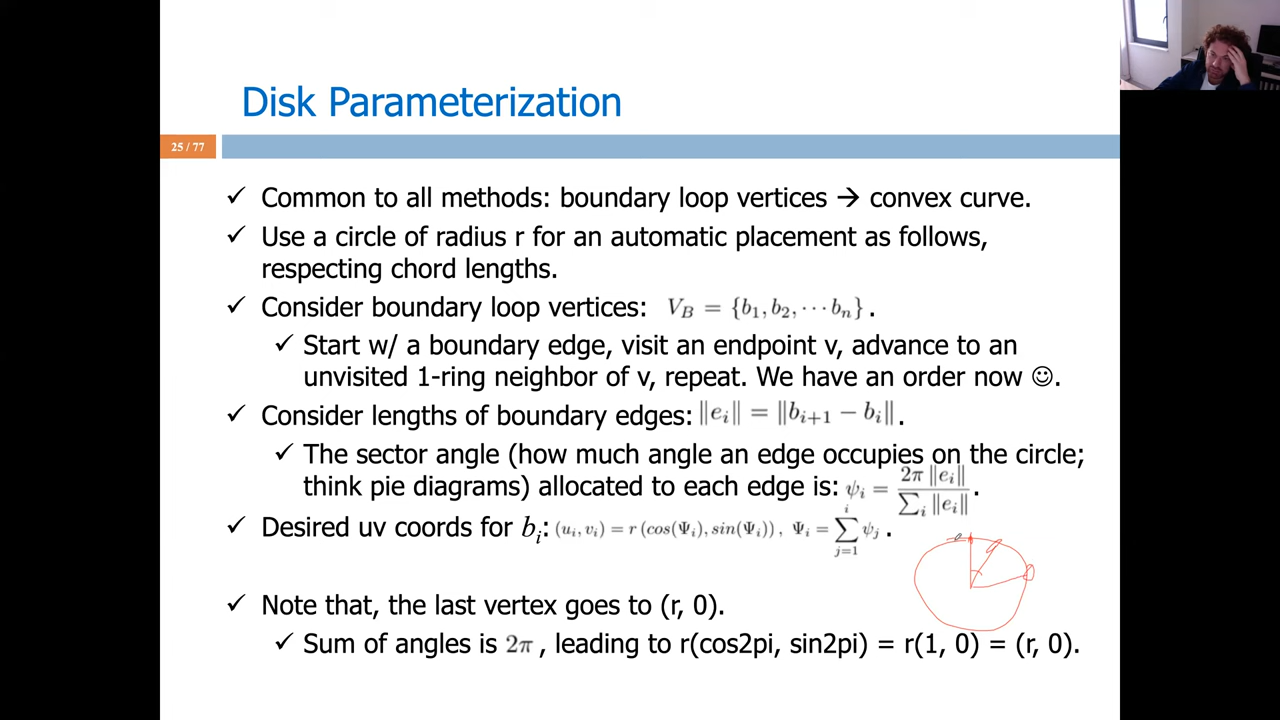 Disk Parameterization
25 / 77
✓ Common to all methods: boundary loop vertices → convex curve.
✓ Use a circle of radius r for an automatic placement as follows,
respecting chord lengths.
✓ Consider boundary loop vertices: V_B = {b_1, b_2, ··· b_n}.
✓ Start w/ a boundary edge, visit an endpoint v, advance to an
unvisited 1-ring neighbor of v, repeat. We have an order now ☺.
✓ Consider lengths of boundary edges: ‖e_i‖ = ‖b_{i+1} − b_i‖.
✓ The sector angle (how much angle an edge occupies on the circle;
think pie diagrams) allocated to each edge is: ψ_i = 2π ‖e_i‖ / ∑_i ‖e_i‖.
✓ Desired uv coords for b_i: (u_i, v_i) = r (cos(Ψ_i), sin(Ψ_i)), Ψ_i = ∑_{j=1}^{i} ψ_j.
✓ Note that, the last vertex goes to (r, 0).
✓ Sum of angles is 2π, leading to r(cos2pi, sin2pi) = r(1, 0) = (r, 0).